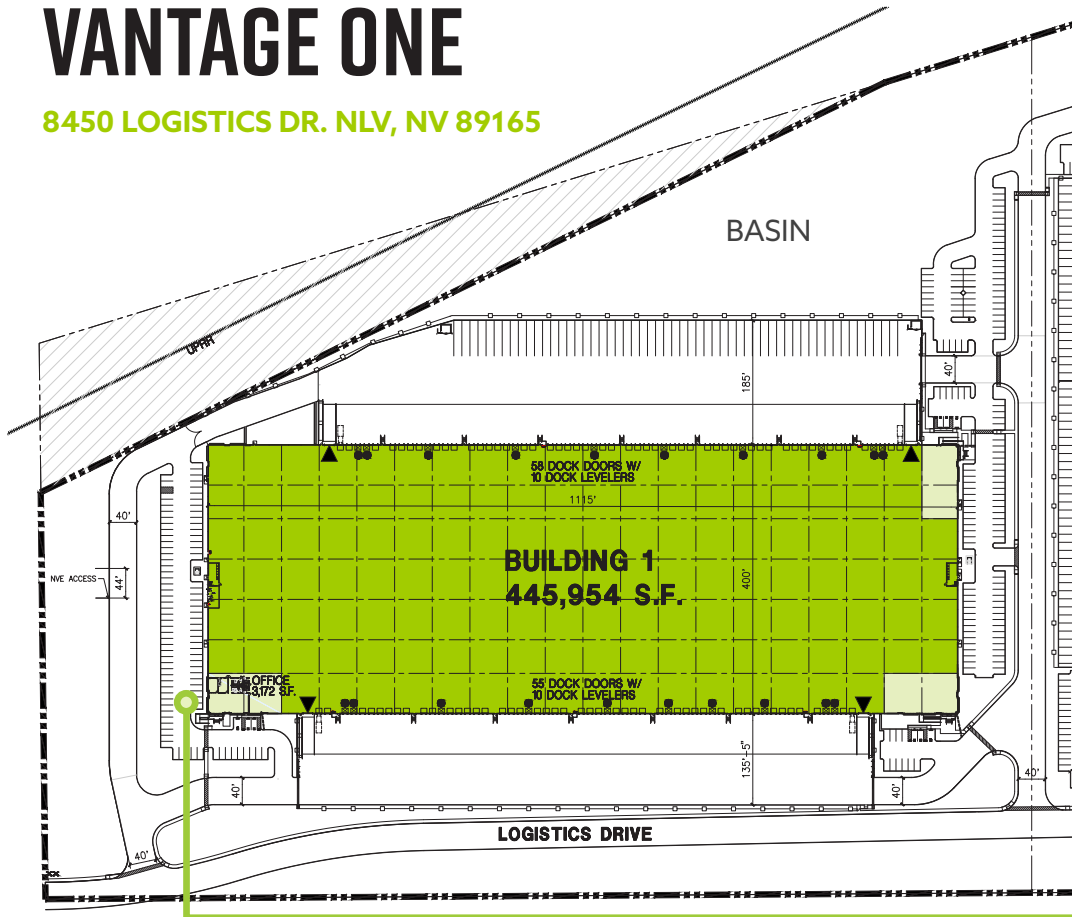 VANTAGE ONE
8450 LOGISTICS DR. NLV, NV 89165
BASIN
UPRR
40'
185'
58 DOCK DOORS W/
10 DOCK LEVELERS
1115'
40'
BUILDING 1
445,954 S.F.
400'
NVE ACCESS
44'
OFFICE
3,172 S.F.
55 DOCK DOORS W/
10 DOCK LEVELERS
135'-5"
40'
40'
40'
LOGISTICS DRIVE
40'